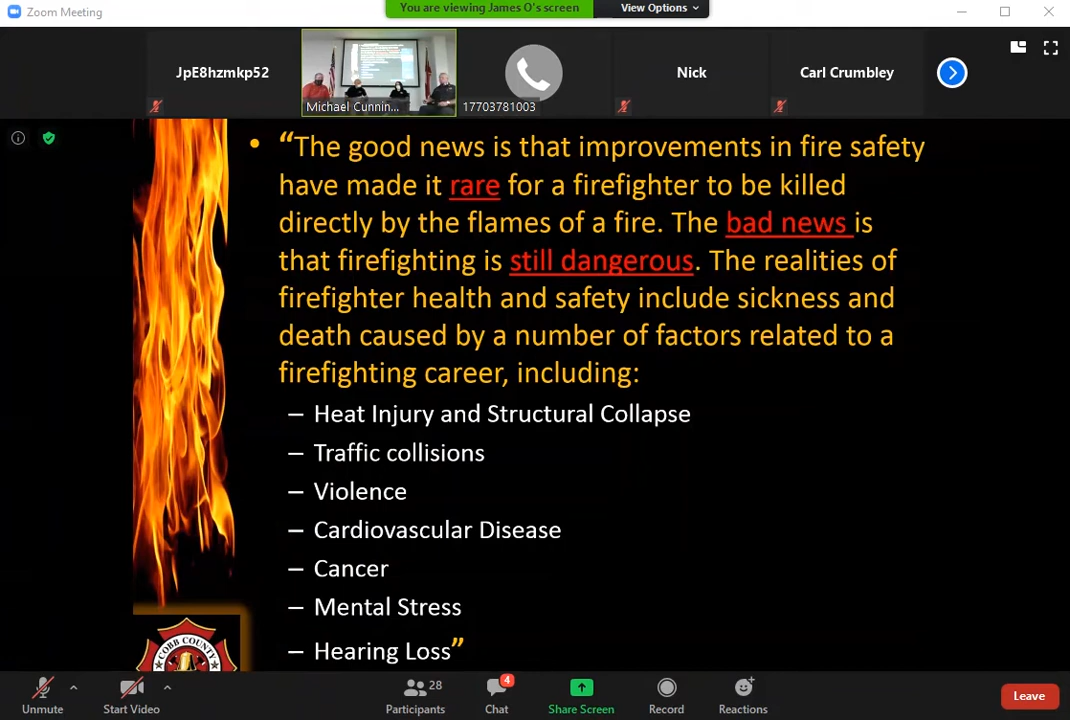 Zoom Meeting
You are viewing James O's screen
View Options
JpE8hzmkp52
Michael Cunnin...
17703781003
Nick
Carl Crumbley
• “The good news is that improvements in fire safety
have made it rare for a firefighter to be killed
directly by the flames of a fire. The bad news is
that firefighting is still dangerous. The realities of
firefighter health and safety include sickness and
death caused by a number of factors related to a
firefighting career, including:
– Heat Injury and Structural Collapse
– Traffic collisions
– Violence
– Cardiovascular Disease
– Cancer
– Mental Stress
– Hearing Loss”
COBB COUNTY
Unmute
Start Video
28
Participants
4
Chat
Share Screen
Record
Reactions
Leave